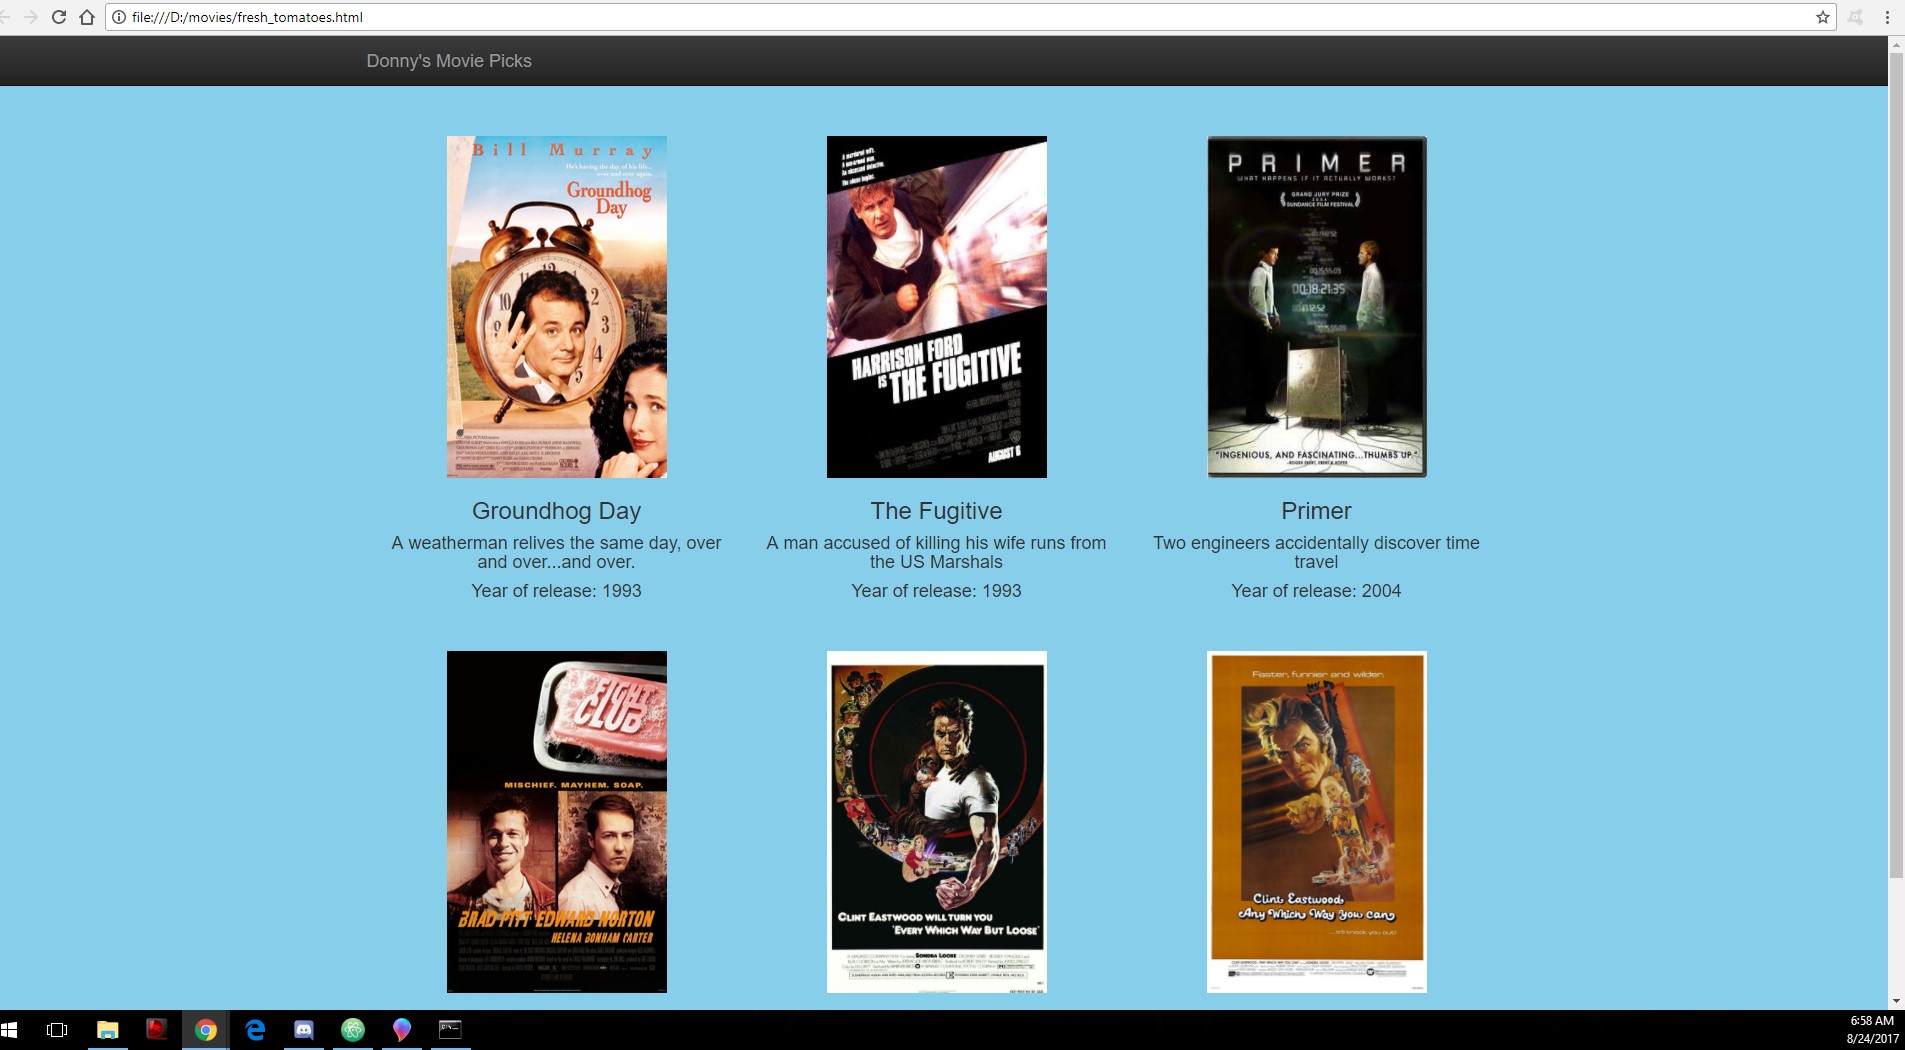 file:///D:/movies/fresh_tomatoes.html
Donny's Movie Picks
Bill Murray
He's having the day of his life...
over and over again.
Groundhog
Day
A murdered wife.
A one-armed man.
An obsessed detective.
The chase begins.
HARRISON FORD
IS THE FUGITIVE
AUGUST 6
PRIMER
WHAT HAPPENS IF IT ACTUALLY WORKS?
GRAND JURY PRIZE
2004
SUNDANCE FILM FESTIVAL
00:18:21:35
"INGENIOUS, AND FASCINATING...THUMBS UP."
Groundhog Day
A weatherman relives the same day, over
and over...and over.
Year of release: 1993
The Fugitive
A man accused of killing his wife runs from
the US Marshals
Year of release: 1993
Primer
Two engineers accidentally discover time
travel
Year of release: 2004
FIGHT
CLUB
MISCHIEF. MAYHEM. SOAP.
BRAD PITT EDWARD NORTON
HELENA BONHAM CARTER
CLINT EASTWOOD WILL TURN YOU
'EVERY WHICH WAY BUT LOOSE'
SONDRA LOCKE
Faster, funnier and wilder.
Clint Eastwood
Any Which Way You Can
...it'll knock you out!
6:58 AM
8/24/2017